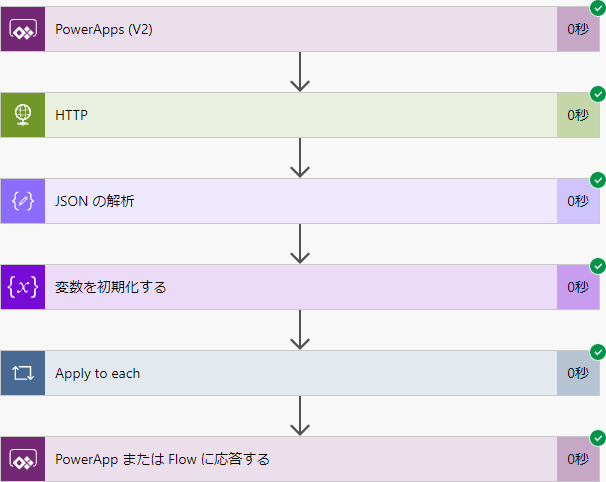 PowerApps (V2) 0秒
HTTP 0秒
JSON の解析 0秒
変数を初期化する 0秒
Apply to each 0秒
PowerApp または Flow に応答する 0秒